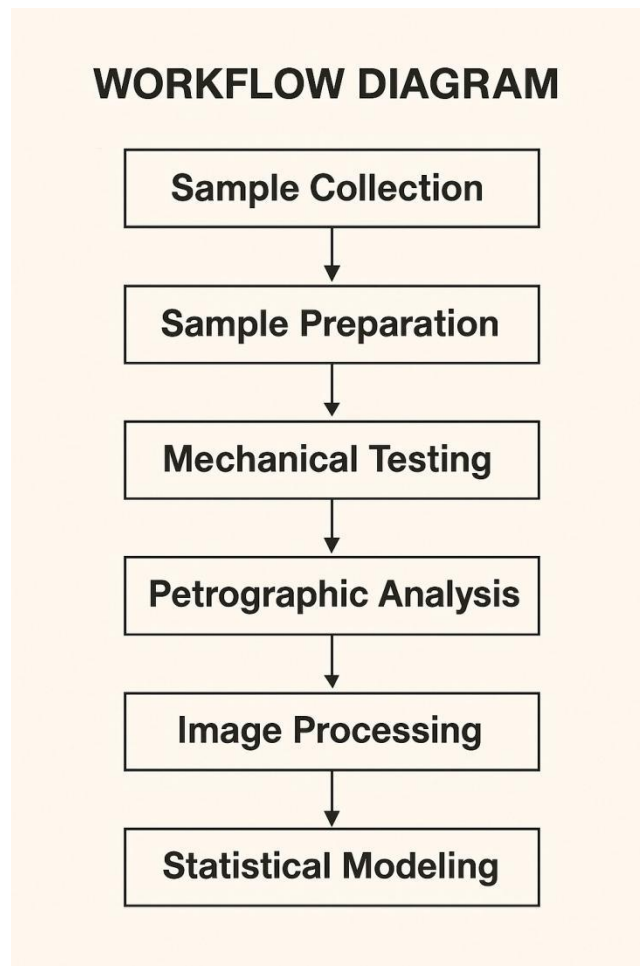 WORKFLOW DIAGRAM
Sample Collection
Sample Preparation
Mechanical Testing
Petrographic Analysis
Image Processing
Statistical Modeling